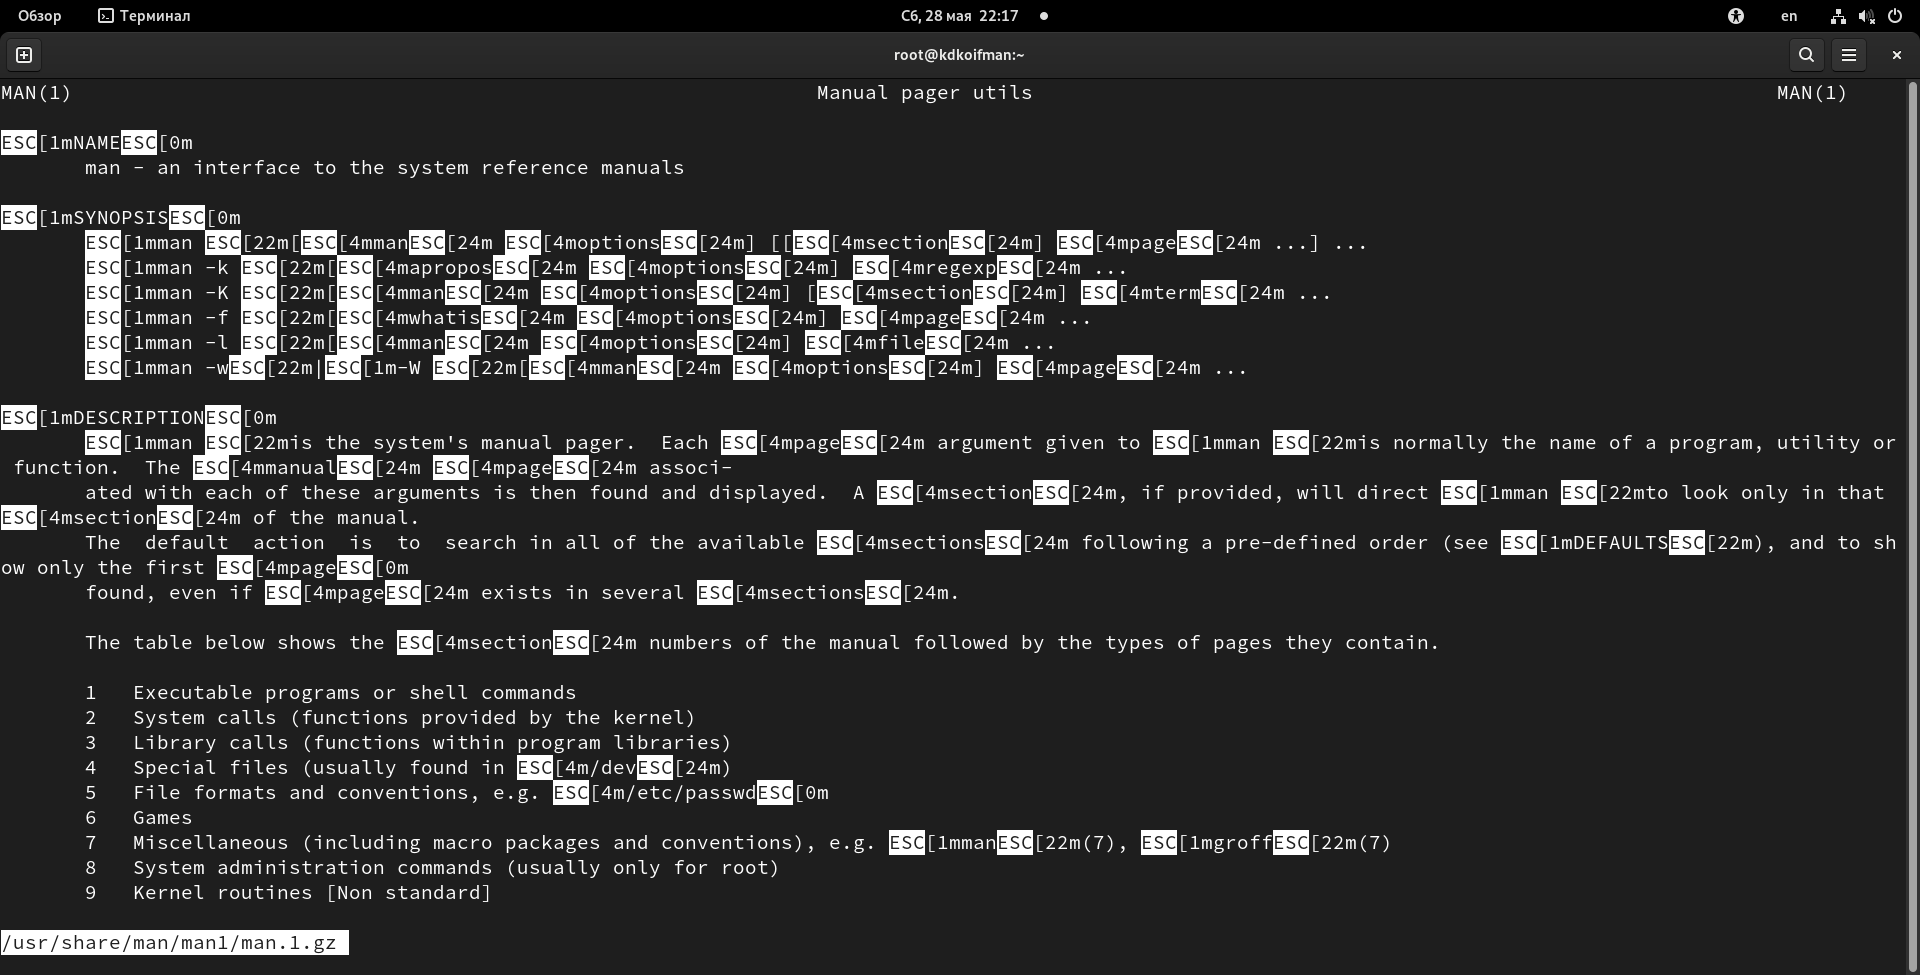 Обзор Терминал Сб, 28 мая 22:17 en
root@kdkoifman:~
MAN(1) Manual pager utils MAN(1)
ESC[1mNAMEESC[0m
man - an interface to the system reference manuals
ESC[1mSYNOPSISESC[0m
ESC[1mman ESC[22m[ESC[4mmanESC[24m ESC[4moptionsESC[24m] [[ESC[4msectionESC[24m] ESC[4mpageESC[24m ...] ...
ESC[1mman -k ESC[22m[ESC[4maproposESC[24m ESC[4moptionsESC[24m] ESC[4mregexpESC[24m ...
ESC[1mman -K ESC[22m[ESC[4mmanESC[24m ESC[4moptionsESC[24m] [ESC[4msectionESC[24m] ESC[4mtermESC[24m ...
ESC[1mman -f ESC[22m[ESC[4mwhatisESC[24m ESC[4moptionsESC[24m] ESC[4mpageESC[24m ...
ESC[1mman -l ESC[22m[ESC[4mmanESC[24m ESC[4moptionsESC[24m] ESC[4mfileESC[24m ...
ESC[1mman -wESC[22m|ESC[1m-W ESC[22m[ESC[4mmanESC[24m ESC[4moptionsESC[24m] ESC[4mpageESC[24m ...
ESC[1mDESCRIPTIONESC[0m
ESC[1mman ESC[22mis the system's manual pager.  Each ESC[4mpageESC[24m argument given to ESC[1mman ESC[22mis normally the name of a program, utility or
function.  The ESC[4mmanualESC[24m ESC[4mpageESC[24m associ-
ated with each of these arguments is then found and displayed.  A ESC[4msectionESC[24m, if provided, will direct ESC[1mman ESC[22mto look only in that
ESC[4msectionESC[24m of the manual.
The  default  action  is  to  search in all of the available ESC[4msectionsESC[24m following a pre-defined order (see ESC[1mDEFAULTSESC[22m), and to sh
ow only the first ESC[4mpageESC[0m
found, even if ESC[4mpageESC[24m exists in several ESC[4msectionsESC[24m.
The table below shows the ESC[4msectionESC[24m numbers of the manual followed by the types of pages they contain.
1   Executable programs or shell commands
2   System calls (functions provided by the kernel)
3   Library calls (functions within program libraries)
4   Special files (usually found in ESC[4m/devESC[24m)
5   File formats and conventions, e.g. ESC[4m/etc/passwdESC[0m
6   Games
7   Miscellaneous (including macro packages and conventions), e.g. ESC[1mmanESC[22m(7), ESC[1mgroffESC[22m(7)
8   System administration commands (usually only for root)
9   Kernel routines [Non standard]
/usr/share/man/man1/man.1.gz